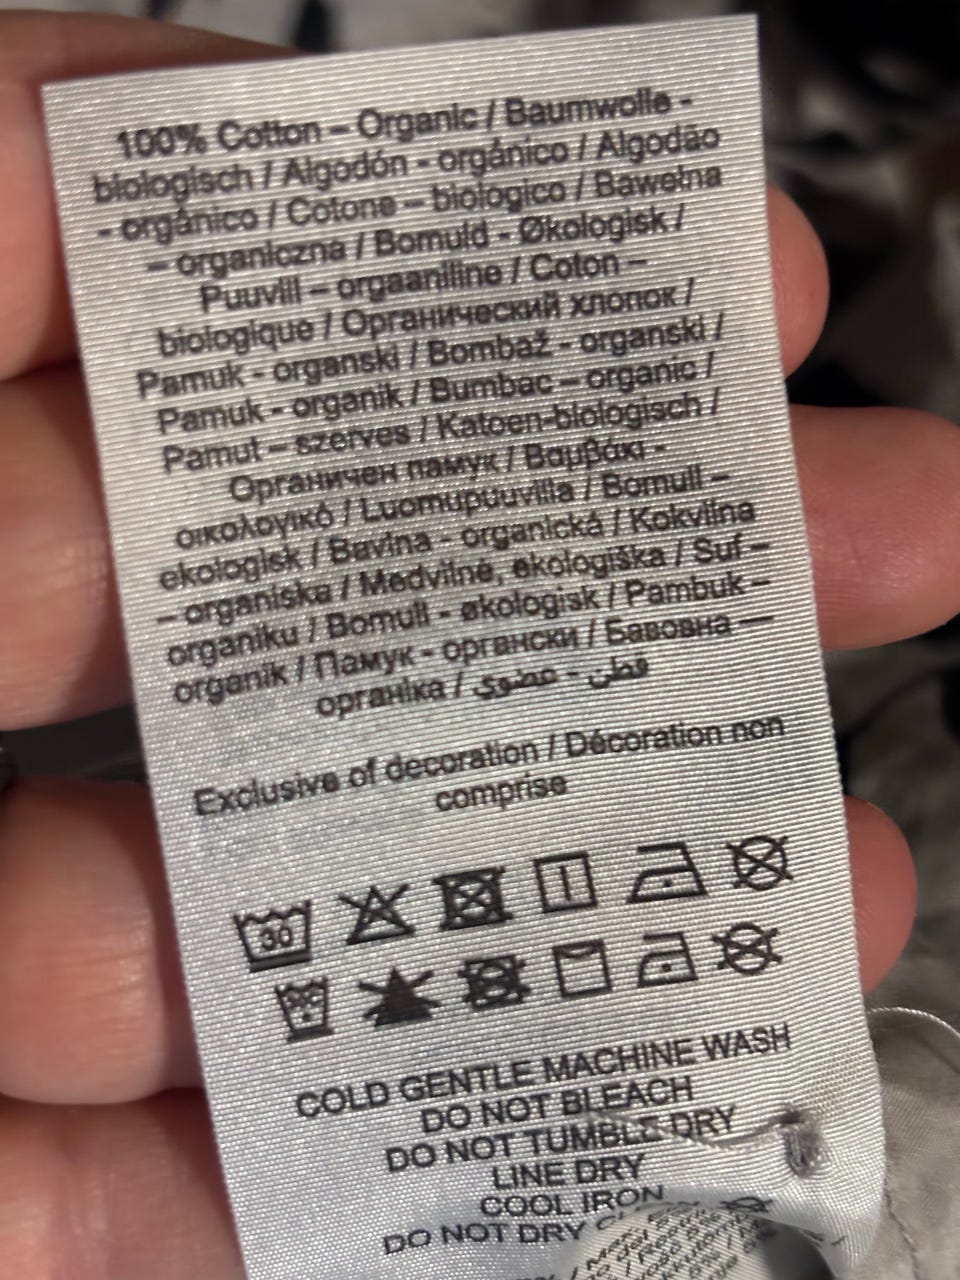 100% Cotton – Organic / Baumwolle -
biologisch / Algodón - orgánico / Algodão
- orgânico / Cotone – biologico / Bawełna
– organiczna / Bomuld - Økologisk /
Puuvill – orgaaniline / Coton –
biologique / Органический хлопок /
Pamuk - organski / Bombaž - organski /
Pamuk - organik / Bumbac – organic /
Pamut – szerves / Katoen-biologisch /
Органичен памук / Βαμβάκι -
οικολογικό / Luomupuuvilla / Bomull –
ekologisk / Bavlna - organická / Kokvilna
– organiska / Medvilnė, ekologiška / Suf –
organiku / Bomull - økologisk / Pambuk –
organik / Памук - органски / Бавовна —
органіка / قطن - عضوي
Exclusive of decoration / Décoration non
comprise
30
COLD GENTLE MACHINE WASH
DO NOT BLEACH
DO NOT TUMBLE DRY
LINE DRY
COOL IRON
DO NOT DRY